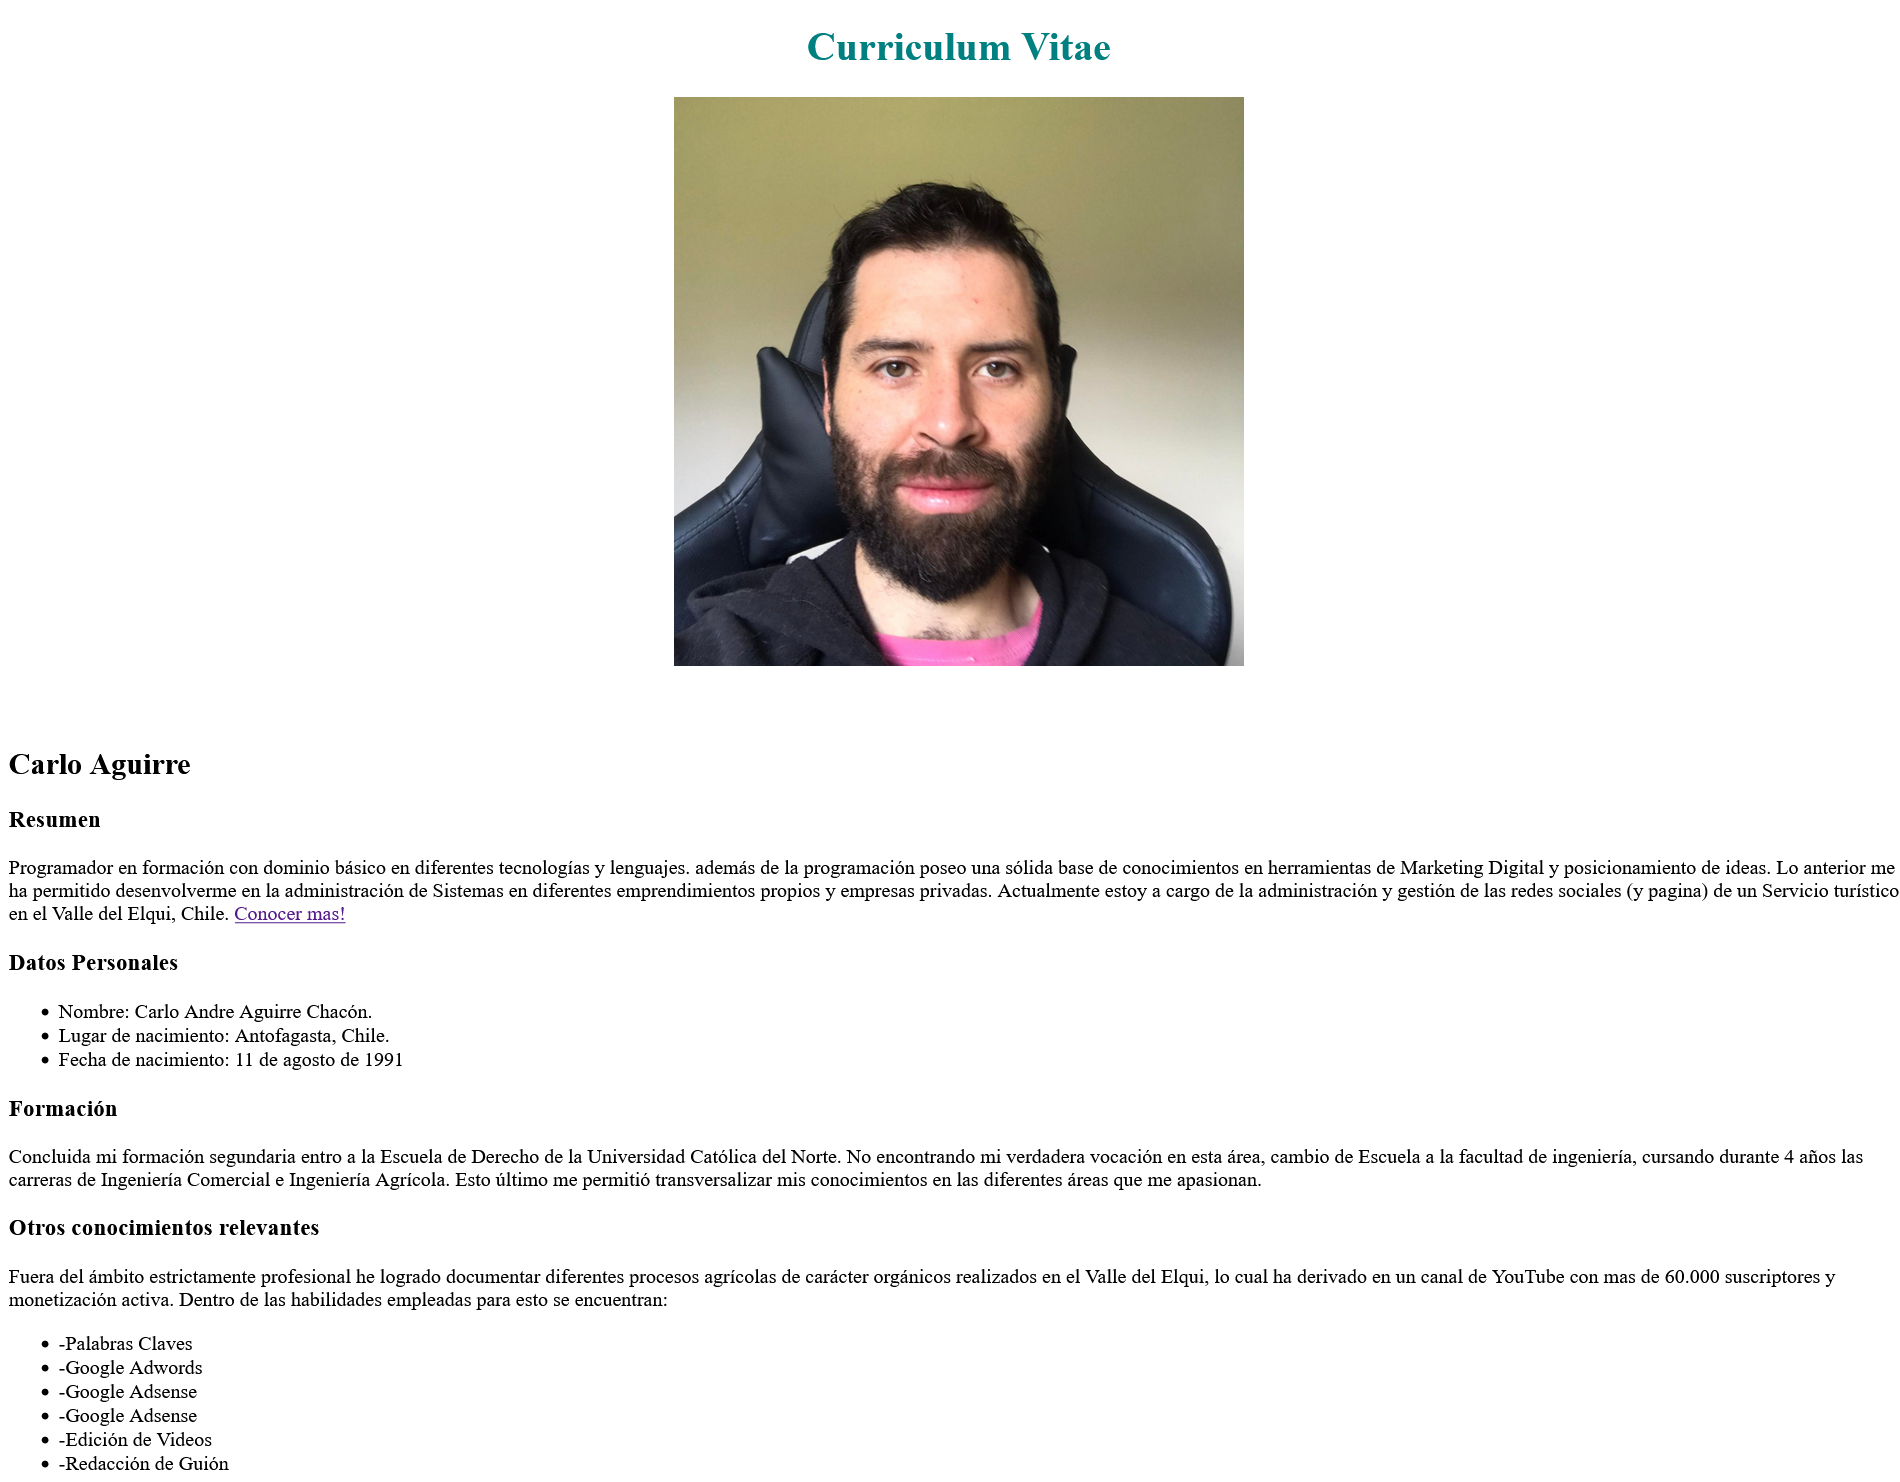 Curriculum Vitae
Carlo Aguirre
Resumen
Programador en formación con dominio básico en diferentes tecnologías y lenguajes. además de la programación poseo una sólida base de conocimientos en herramientas de Marketing Digital y posicionamiento de ideas. Lo anterior me
ha permitido desenvolverme en la administración de Sistemas en diferentes emprendimientos propios y empresas privadas. Actualmente estoy a cargo de la administración y gestión de las redes sociales (y pagina) de un Servicio turístico
en el Valle del Elqui, Chile. Conocer mas!
Datos Personales
• Nombre: Carlo Andre Aguirre Chacón.
• Lugar de nacimiento: Antofagasta, Chile.
• Fecha de nacimiento: 11 de agosto de 1991
Formación
Concluida mi formación segundaria entro a la Escuela de Derecho de la Universidad Católica del Norte. No encontrando mi verdadera vocación en esta área, cambio de Escuela a la facultad de ingeniería, cursando durante 4 años las
carreras de Ingeniería Comercial e Ingeniería Agrícola. Esto último me permitió transversalizar mis conocimientos en las diferentes áreas que me apasionan.
Otros conocimientos relevantes
Fuera del ámbito estrictamente profesional he logrado documentar diferentes procesos agrícolas de carácter orgánicos realizados en el Valle del Elqui, lo cual ha derivado en un canal de YouTube con mas de 60.000 suscriptores y
monetización activa. Dentro de las habilidades empleadas para esto se encuentran:
• -Palabras Claves
• -Google Adwords
• -Google Adsense
• -Google Adsense
• -Edición de Videos
• -Redacción de Guión